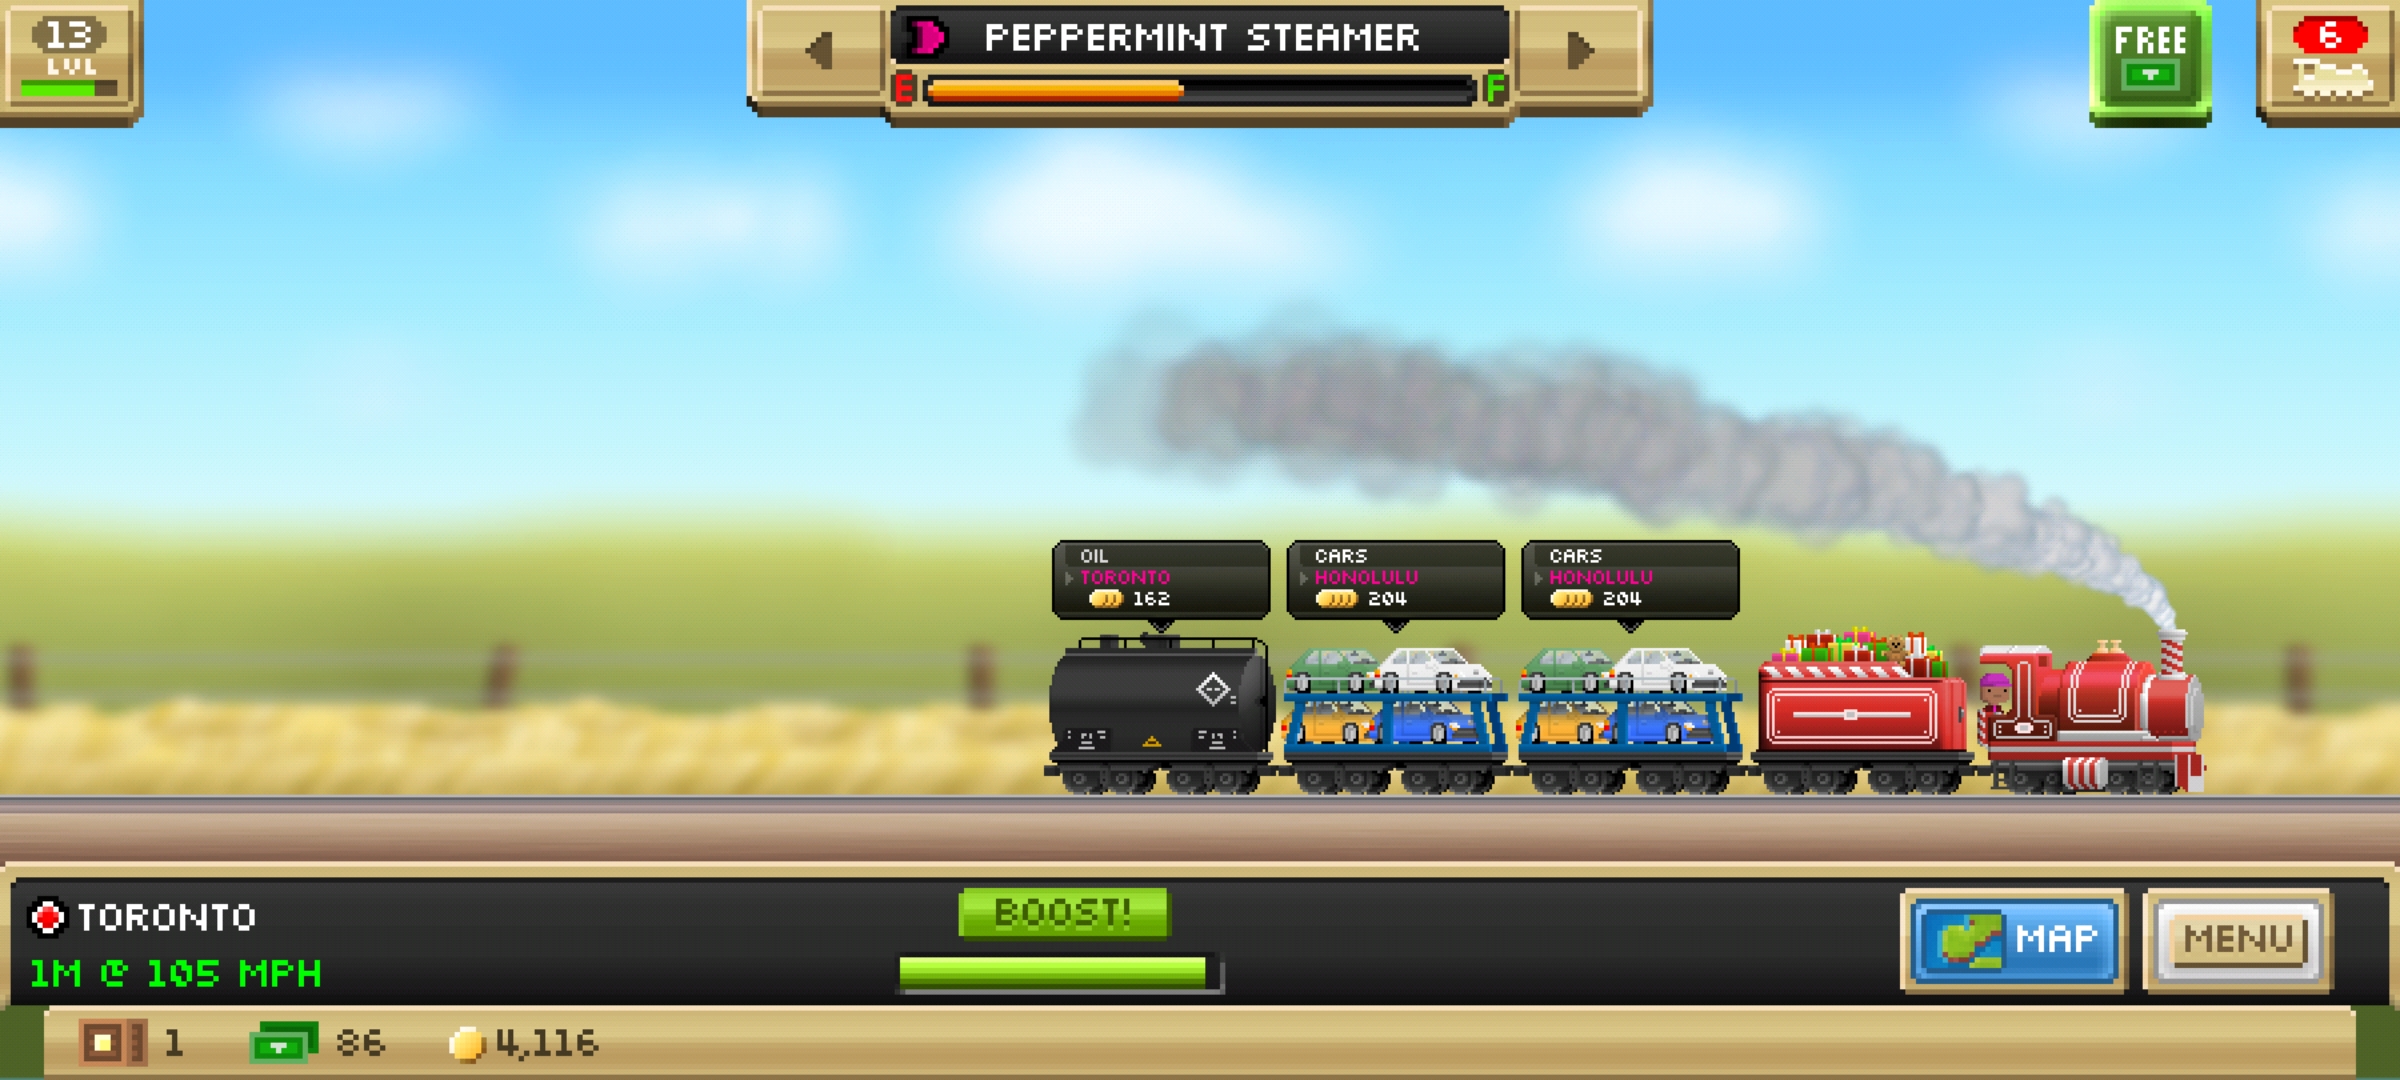 13
LVL
PEPPERMINT STEAMER
E
F
FREE
6
OIL
TORONTO
162
CARS
HONOLULU
204
CARS
HONOLULU
204
TORONTO
1M @ 105 MPH
BOOST!
MAP
MENU
1
86
4,116